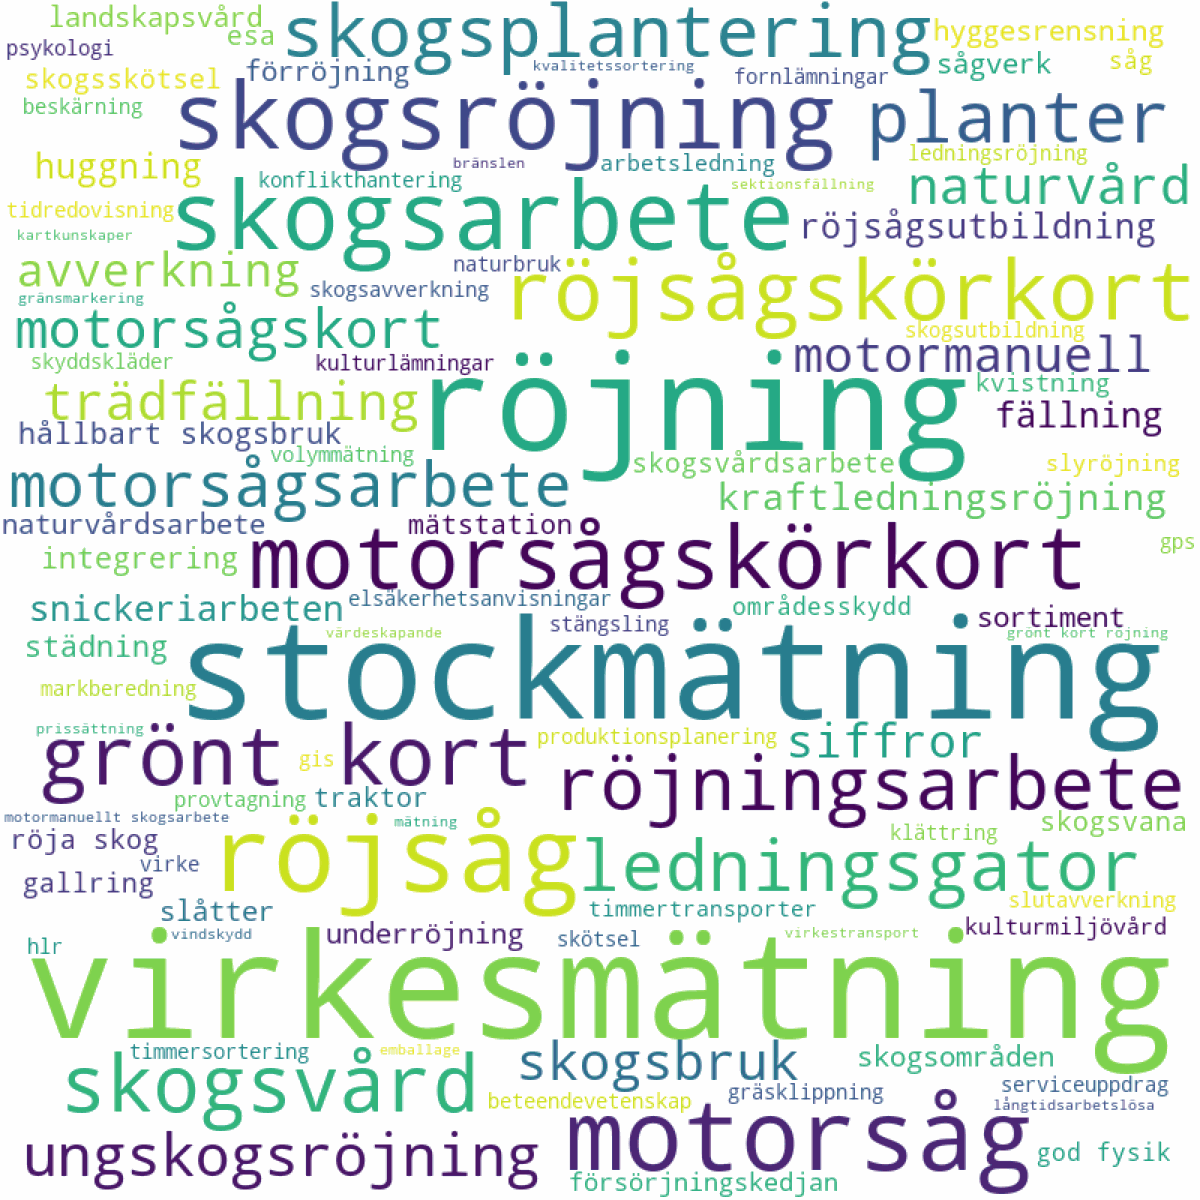 landskapsvård
esa
skogsplantering
hyggesrensning
psykologi
skogsskötsel
förröjning
kvalitetssortering
fornlämningar
sågverk
såg
beskärning
skogsröjning
planter
huggning
bränslen
arbetsledning
ledningsröjning
konflikthantering
skogsarbete
sektionsfällning
naturvård
tidredovisning
kartkunskaper
röjsågsutbildning
avverkning
naturbruk
röjsågskörkort
gränsmarkering
skogsavverkning
motorsågskort
skogsutbildning
skyddskläder
kulturlämningar
röjning
motormanuell
trädfällning
kvistning
fällning
hållbart skogsbruk
volymmätning
skogsvårdsarbete
slyröjning
motorsågsarbete
kraftledningsröjning
naturvårdsarbete
mätstation
integrering
motorsågskörkort
gps
snickeriarbeten
elsäkerhetsanvisningar
områdesskydd
sortiment
stängsling
städning
värdeskapande
stockmätning
grönt kort röjning
markberedning
prissättning
grönt kort
produktionsplanering
siffror
gis
röjningsarbete
provtagning
traktor
motormanuellt skogsarbete
mätning
skogsvana
röja skog
röjsåg
klättring
virke
ledningsgator
gallring
slutavverkning
slåtter
timmertransporter
vindskydd
underröjning
skötsel
virkestransport
kulturmiljövård
hlr
virkesmätning
timmersortering
emballage
skogsbruk
skogsområden
skogsvård
gräsklippning
serviceuppdrag
beteendevetenskap
långtidsarbetslösa
ungskogsröjning
motorsåg
god fysik
försörjningskedjan